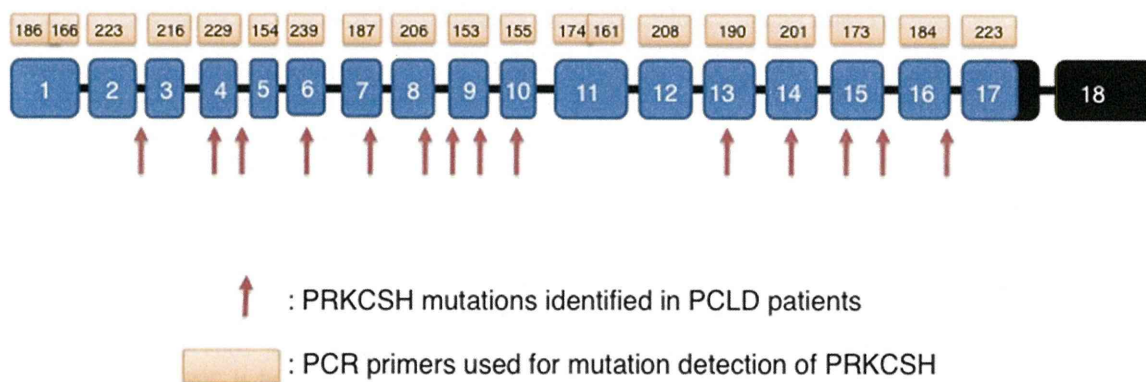 186 166 223 216 229 154 239 187 206 153 155 174 161 208 190 201 173 184 223
1 2 3 4 5 6 7 8 9 10 11 12 13 14 15 16 17 18
: PRKCSH mutations identified in PCLD patients
: PCR primers used for mutation detection of PRKCSH